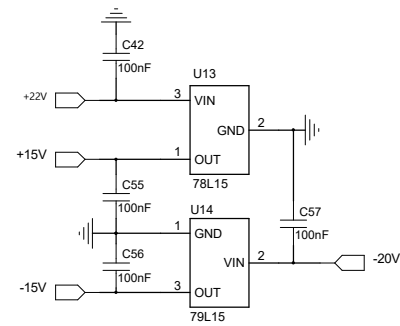 C42
100nF
U13
+22V
3
VIN
GND
2
+15V
1
OUT
78L15
C55
100nF
U14
C57
100nF
1
GND
C56
100nF
VIN
2
-20V
-15V
3
OUT
79L15